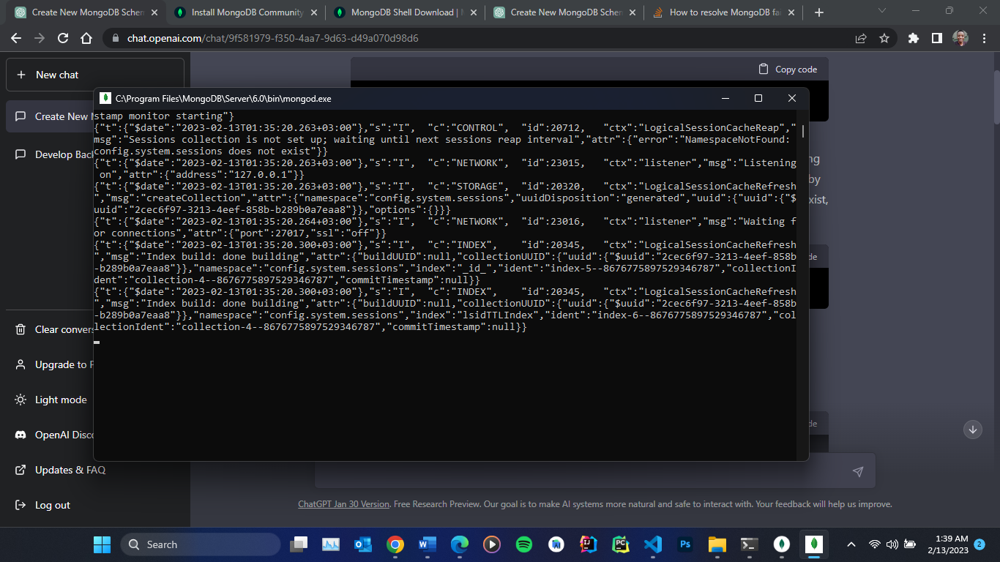 Create New MongoDB Schem
Install MongoDB Community
MongoDB Shell Download |
Create New MongoDB Schem
How to resolve MongoDB fai
chat.openai.com/chat/9f581979-f350-4aa7-9d63-d49a070d98d6
New chat
Copy code
Create New M
Develop Back
C:\Program Files\MongoDB\Server\6.0\bin\mongod.exe
stamp monitor starting"}
{"t":{"$date":"2023-02-13T01:35:20.263+03:00"},"s":"I",  "c":"CONTROL",  "id":20712,   "ctx":"LogicalSessionCacheReap","
msg":"Sessions collection is not set up; waiting until next sessions reap interval","attr":{"error":"NamespaceNotFound:
config.system.sessions does not exist"}}
{"t":{"$date":"2023-02-13T01:35:20.263+03:00"},"s":"I",  "c":"NETWORK",  "id":23015,   "ctx":"listener","msg":"Listening
 on","attr":{"address":"127.0.0.1"}}
{"t":{"$date":"2023-02-13T01:35:20.263+03:00"},"s":"I",  "c":"STORAGE",  "id":20320,   "ctx":"LogicalSessionCacheRefresh
","msg":"createCollection","attr":{"namespace":"config.system.sessions","uuidDisposition":"generated","uuid":{"uuid":{"$
uuid":"2cec6f97-3213-4eef-858b-b289b0a7eaa8"}},"options":{}}}
{"t":{"$date":"2023-02-13T01:35:20.264+03:00"},"s":"I",  "c":"NETWORK",  "id":23016,   "ctx":"listener","msg":"Waiting f
or connections","attr":{"port":27017,"ssl":"off"}}
{"t":{"$date":"2023-02-13T01:35:20.300+03:00"},"s":"I",  "c":"INDEX",    "id":20345,   "ctx":"LogicalSessionCacheRefresh
","msg":"Index build: done building","attr":{"buildUUID":null,"collectionUUID":{"uuid":{"$uuid":"2cec6f97-3213-4eef-858b
-b289b0a7eaa8"}},"namespace":"config.system.sessions","index":"_id_","ident":"index-5--8676775897529346787","collectionI
dent":"collection-4--8676775897529346787","commitTimestamp":null}}
{"t":{"$date":"2023-02-13T01:35:20.300+03:00"},"s":"I",  "c":"INDEX",    "id":20345,   "ctx":"LogicalSessionCacheRefresh
","msg":"Index build: done building","attr":{"buildUUID":null,"collectionUUID":{"uuid":{"$uuid":"2cec6f97-3213-4eef-858b
-b289b0a7eaa8"}},"namespace":"config.system.sessions","index":"lsidTTLIndex","ident":"index-6--8676775897529346787","col
lectionIdent":"collection-4--8676775897529346787","commitTimestamp":null}}
ng
by
xist,
de
de
Clear convers
Upgrade to P
Light mode
OpenAI Disco
Updates & FAQ
Log out
ChatGPT Jan 30 Version. Free Research Preview. Our goal is to make AI systems more natural and safe to interact with. Your feedback will help us improve.
Search
1:39 AM
2/13/2023
2